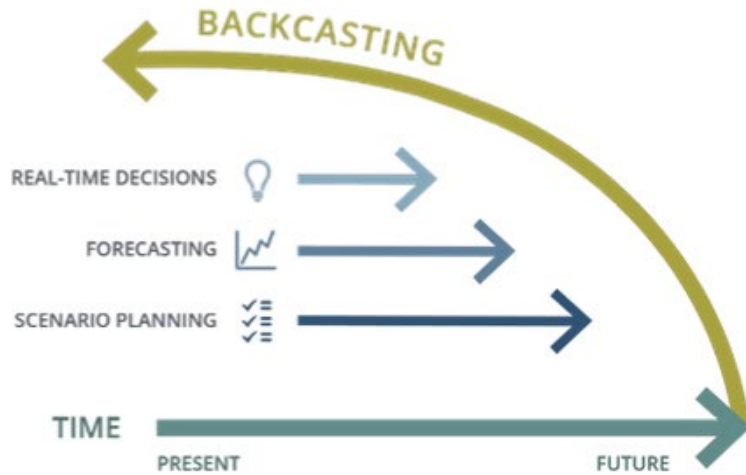 BACKCASTING
REAL-TIME DECISIONS
FORECASTING
SCENARIO PLANNING
TIME
PRESENT
FUTURE